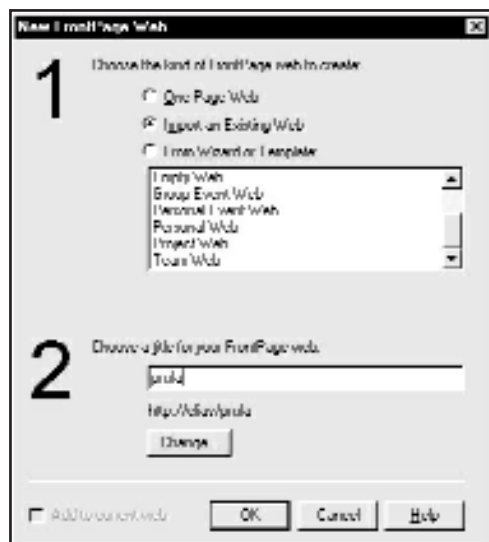 New FrontPage Web
1
Choose the kind of FrontPage web to create:
One Page Web
Import an Existing Web
From Wizard or Template:
Empty Web
Group Event Web
Personal Event Web
Personal Web
Project Web
Team Web
2
Choose a title for your FrontPage web:
Change...
Add to current web
OK
Cancel
Help